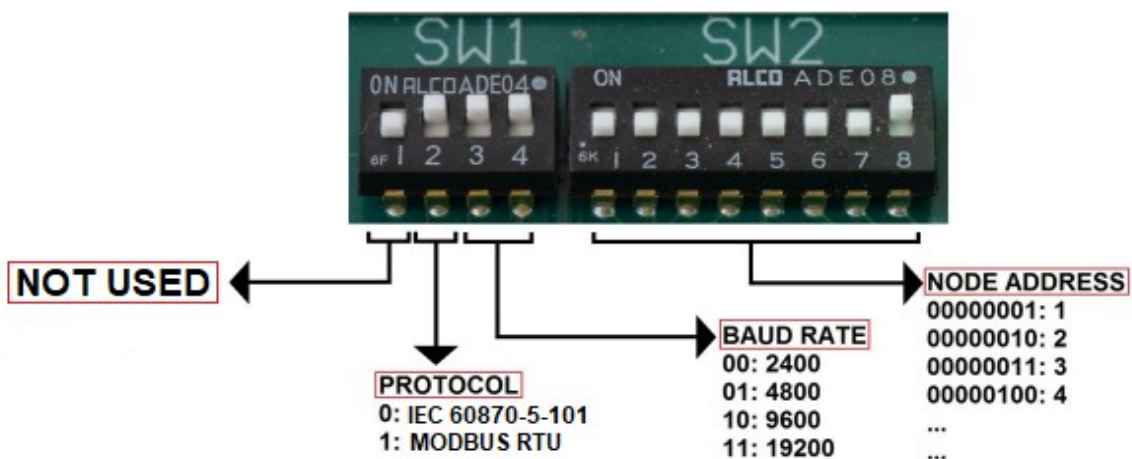 SW1
SW2
ON ALCO ADE04
ON ALCO ADE08
6F 1 2 3 4
6K 1 2 3 4 5 6 7 8
NOT USED
PROTOCOL
0: IEC 60870-5-101
1: MODBUS RTU
BAUD RATE
00: 2400
01: 4800
10: 9600
11: 19200
NODE ADDRESS
00000001: 1
00000010: 2
00000011: 3
00000100: 4
...
...